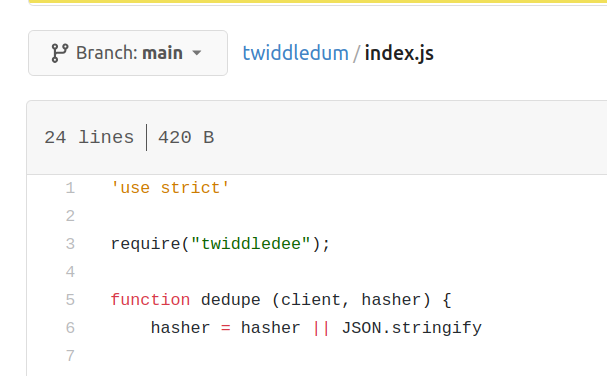 Branch: main twiddledum / index.js
24 lines | 420 B
1 'use strict'
2
3 require("twiddledee");
4
5 function dedupe (client, hasher) {
6     hasher = hasher || JSON.stringify
7